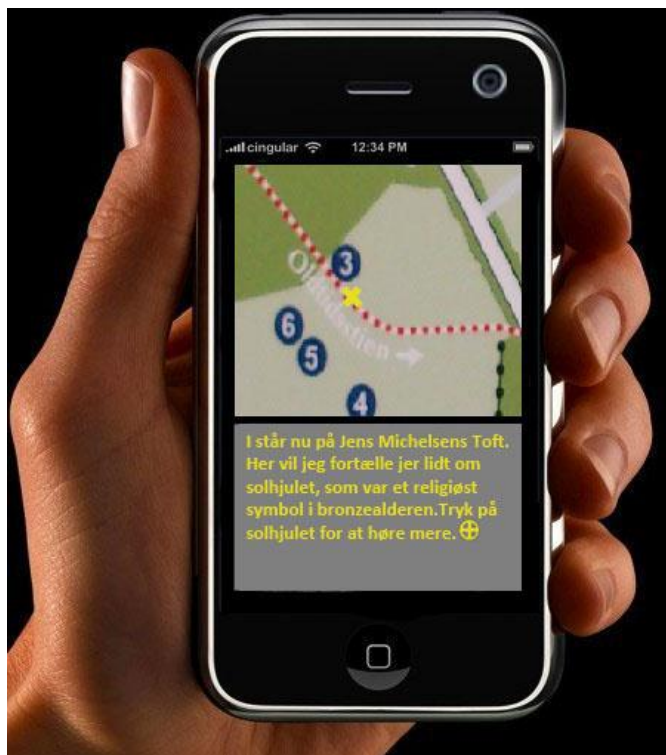 cingular 12:34 PM
3
Oldtidsstien
6
5
4
I står nu på Jens Michelsens Toft.
Her vil jeg fortælle jer lidt om
solhjulet, som var et religiøst
symbol i bronzealderen.Tryk på
solhjulet for at høre mere.